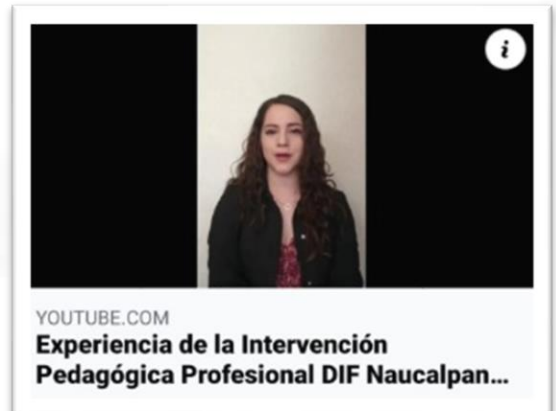 i
YOUTUBE.COM
Experiencia de la Intervención
Pedagógica Profesional DIF Naucalpan...